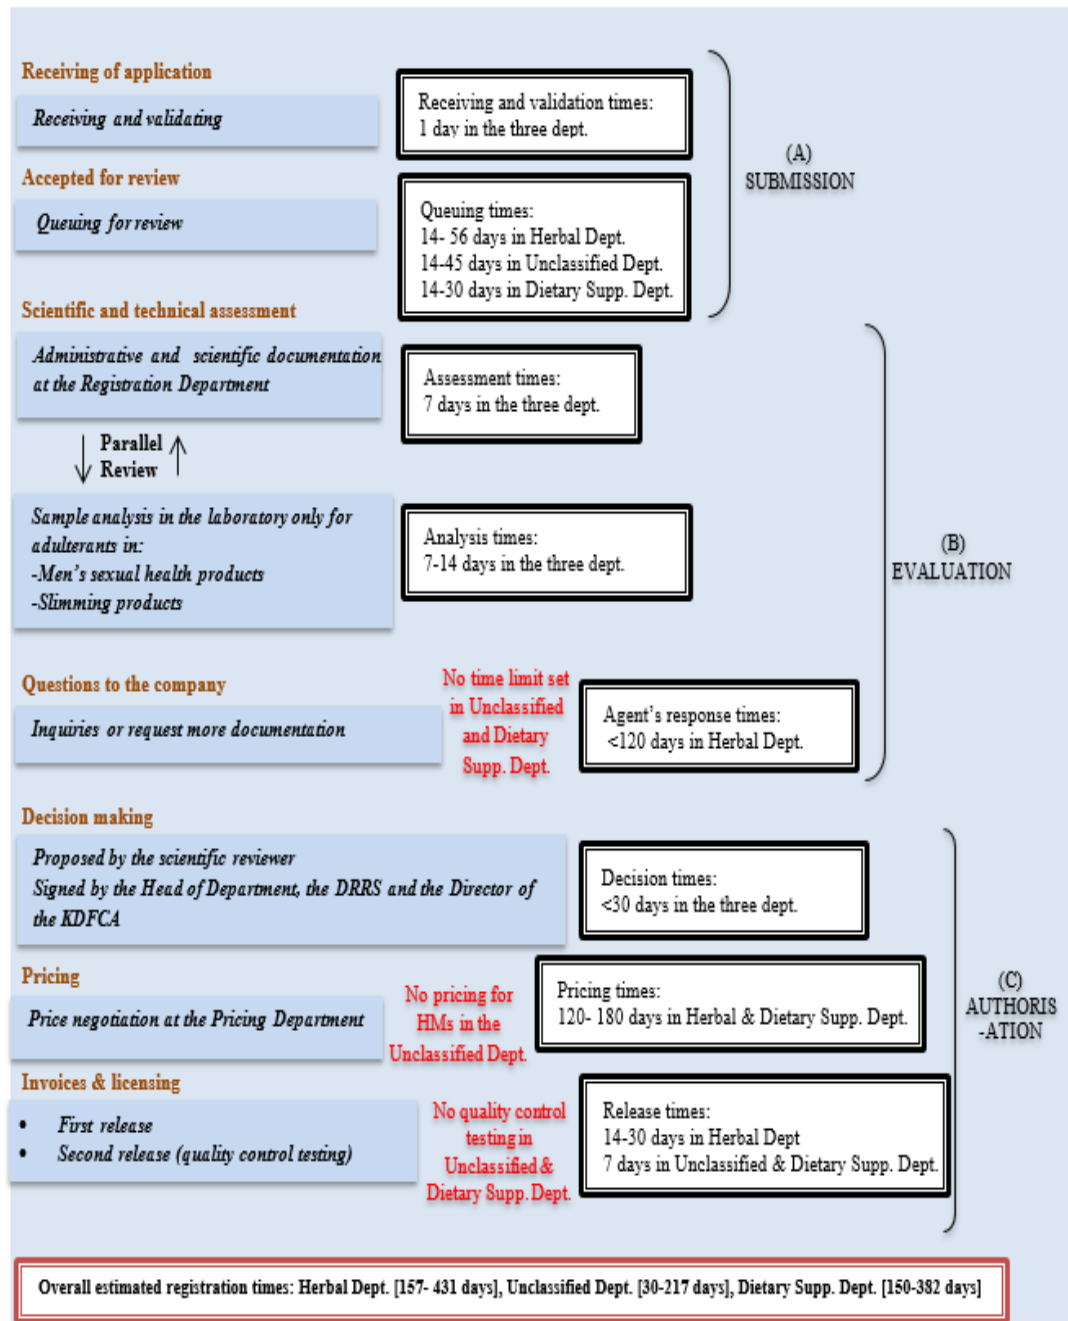 Receiving of application
Receiving and validating
Receiving and validation times:
1 day in the three dept.
(A)
SUBMISSION
Accepted for review
Queuing for review
Queuing times:
14- 56 days in Herbal Dept.
14-45 days in Unclassified Dept.
14-30 days in Dietary Supp. Dept.
Scientific and technical assessment
Administrative and scientific documentation
at the Registration Department
Assessment times:
7 days in the three dept.
Parallel
Review
Sample analysis in the laboratory only for
adulterants in:
-Men's sexual health products
-Slimming products
Analysis times:
7-14 days in the three dept.
(B)
EVALUATION
Questions to the company
Inquiries or request more documentation
No time limit set
in Unclassified
and Dietary
Supp. Dept.
Agent's response times:
<120 days in Herbal Dept.
Decision making
Proposed by the scientific reviewer
Signed by the Head of Department, the DRRS and the Director of
the KDFCA
Decision times:
<30 days in the three dept.
Pricing
Price negotiation at the Pricing Department
No pricing for
HMs in the
Unclassified Dept.
Pricing times:
120- 180 days in Herbal & Dietary Supp. Dept.
(C)
AUTHORIS
-ATION
Invoices & licensing
• First release
• Second release (quality control testing)
No quality control
testing in
Unclassified &
Dietary Supp. Dept.
Release times:
14-30 days in Herbal Dept
7 days in Unclassified & Dietary Supp. Dept.
Overall estimated registration times: Herbal Dept. [157- 431 days], Unclassified Dept. [30-217 days], Dietary Supp. Dept. [150-382 days]